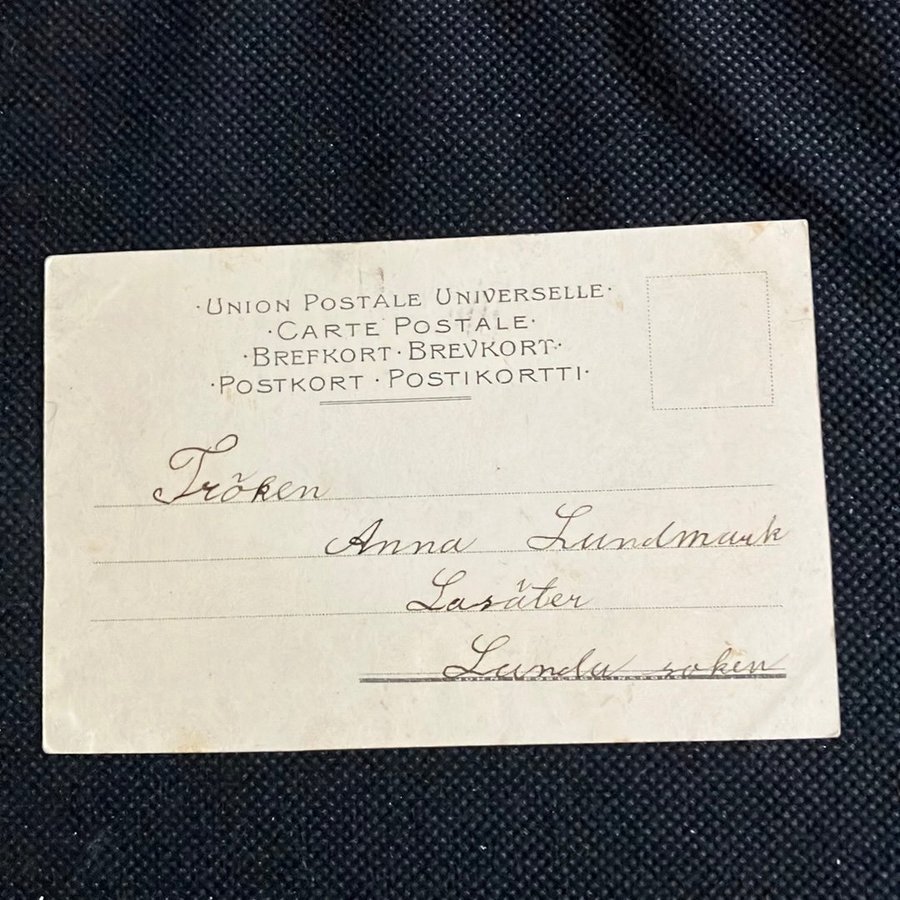 ·UNION POSTALE UNIVERSELLE·
·CARTE POSTALE·
·BREFKORT·BREVKORT·
·POSTKORT·POSTIKORTTI·
Fröken
Anna Lundmark
Lasäter
Lunda soken